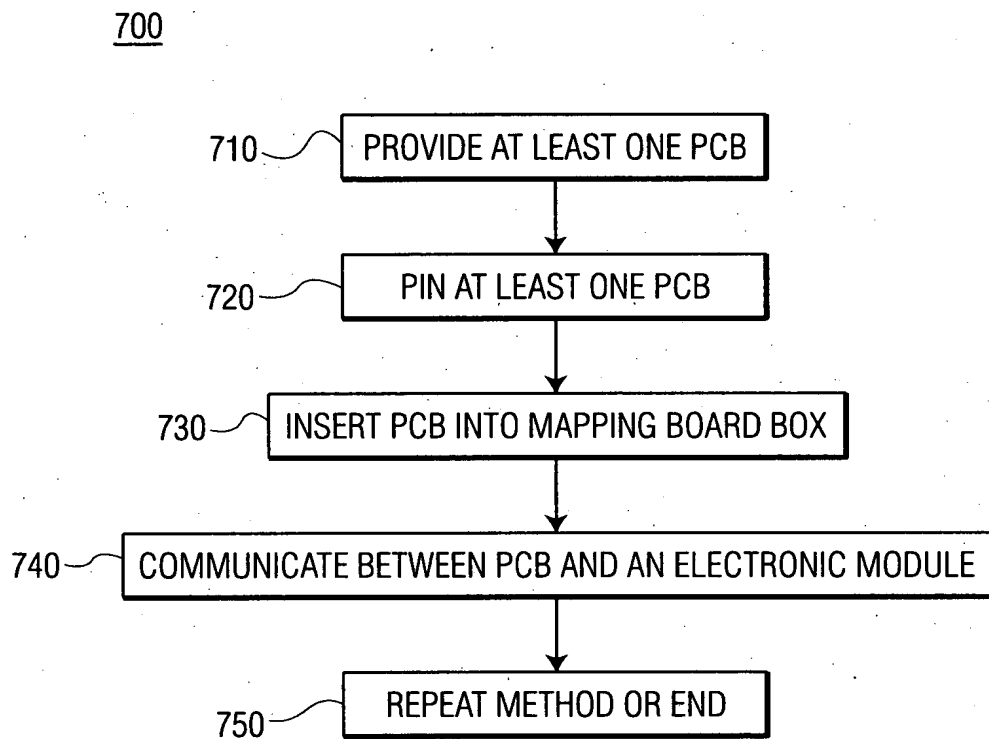 700
710 PROVIDE AT LEAST ONE PCB
720 PIN AT LEAST ONE PCB
730 INSERT PCB INTO MAPPING BOARD BOX
740 COMMUNICATE BETWEEN PCB AND AN ELECTRONIC MODULE
750 REPEAT METHOD OR END